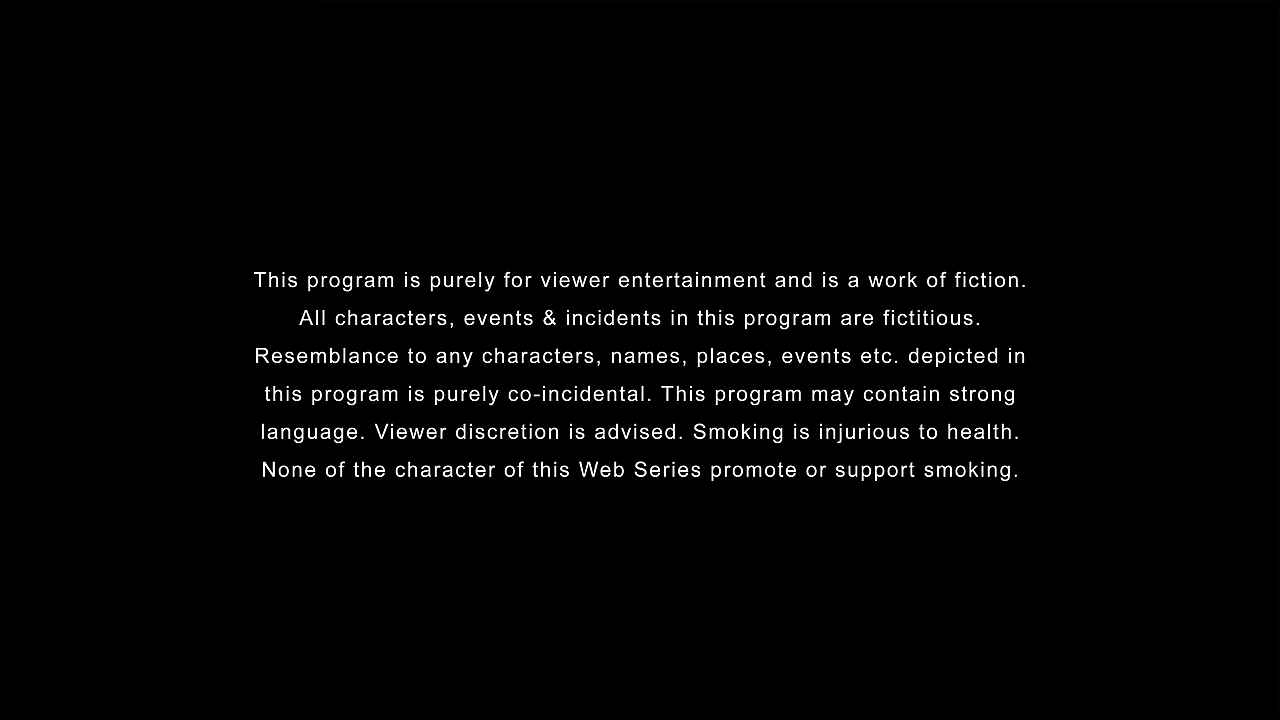 This program is purely for viewer entertainment and is a work of fiction.
All characters, events & incidents in this program are fictitious.
Resemblance to any characters, names, places, events etc. depicted in
this program is purely co-incidental. This program may contain strong
language. Viewer discretion is advised. Smoking is injurious to health.
None of the character of this Web Series promote or support smoking.